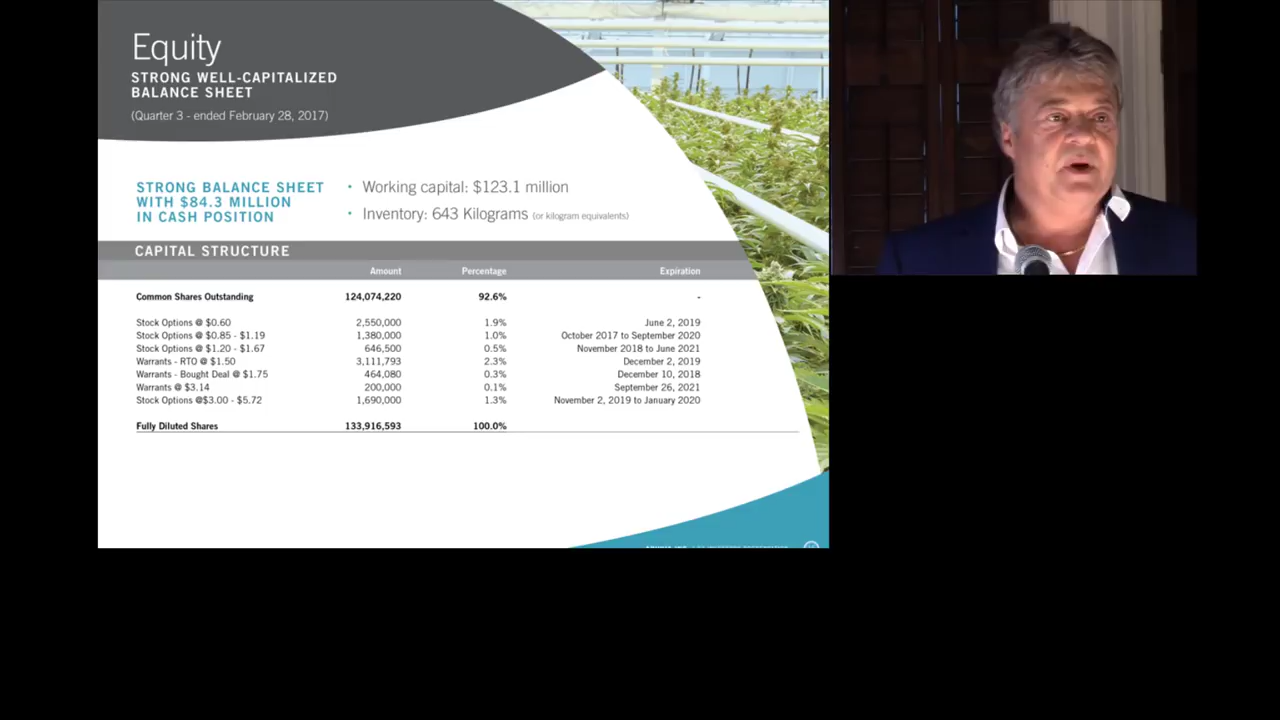 Equity
STRONG WELL-CAPITALIZED
BALANCE SHEET
(Quarter 3 - ended February 28, 2017)
STRONG BALANCE SHEET
WITH $84.3 MILLION
IN CASH POSITION
• Working capital: $123.1 million
• Inventory: 643 Kilograms (or kilogram equivalents)
CAPITAL STRUCTURE
Amount Percentage Expiration
Common Shares Outstanding 124,074,220 92.6% -
Stock Options @ $0.60 2,550,000 1.9% June 2, 2019
Stock Options @ $0.85 - $1.19 1,380,000 1.0% October 2017 to September 2020
Stock Options @ $1.20 - $1.67 646,500 0.5% November 2018 to June 2021
Warrants - RTO @ $1.50 3,111,793 2.3% December 2, 2019
Warrants - Bought Deal @ $1.75 464,080 0.3% December 10, 2018
Warrants @ $3.14 200,000 0.1% September 26, 2021
Stock Options @$3.00 - $5.72 1,690,000 1.3% November 2, 2019 to January 2020
Fully Diluted Shares 133,916,593 100.0%